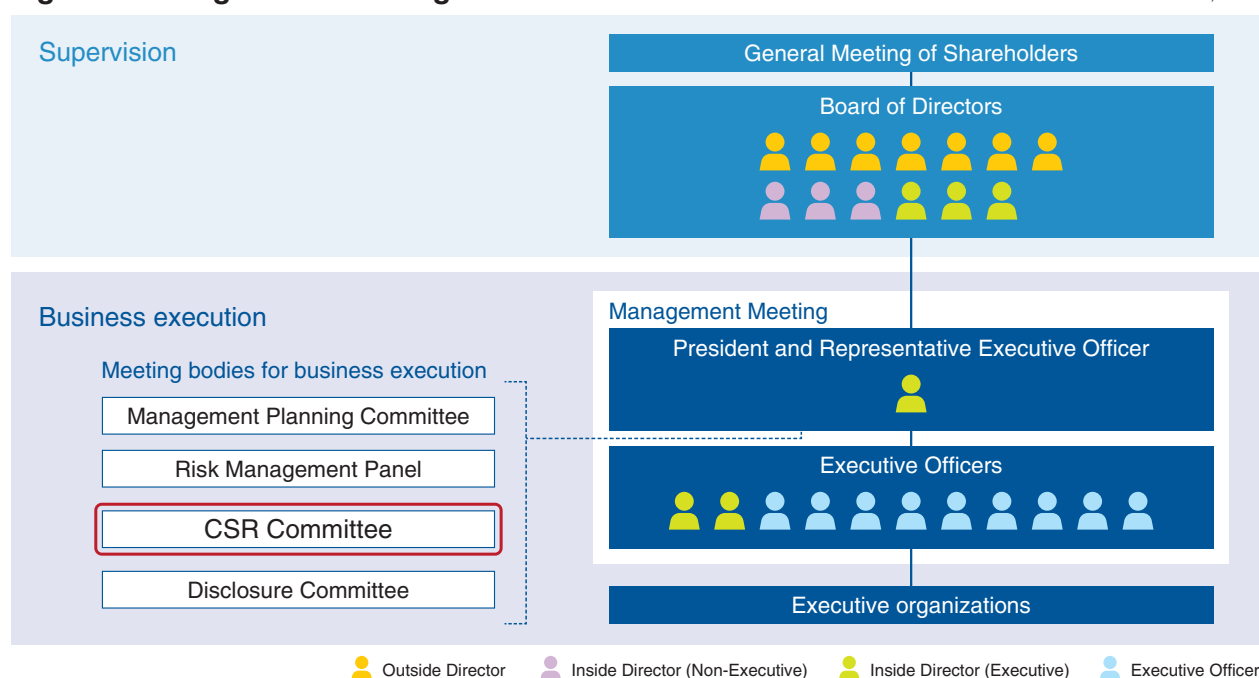 Supervision
General Meeting of Shareholders
Board of Directors
Business execution
Management Meeting
President and Representative Executive Officer
Meeting bodies for business execution
Management Planning Committee
Risk Management Panel
CSR Committee
Disclosure Committee
Executive Officers
Executive organizations
Outside Director
Inside Director (Non-Executive)
Inside Director (Executive)
Executive Officer